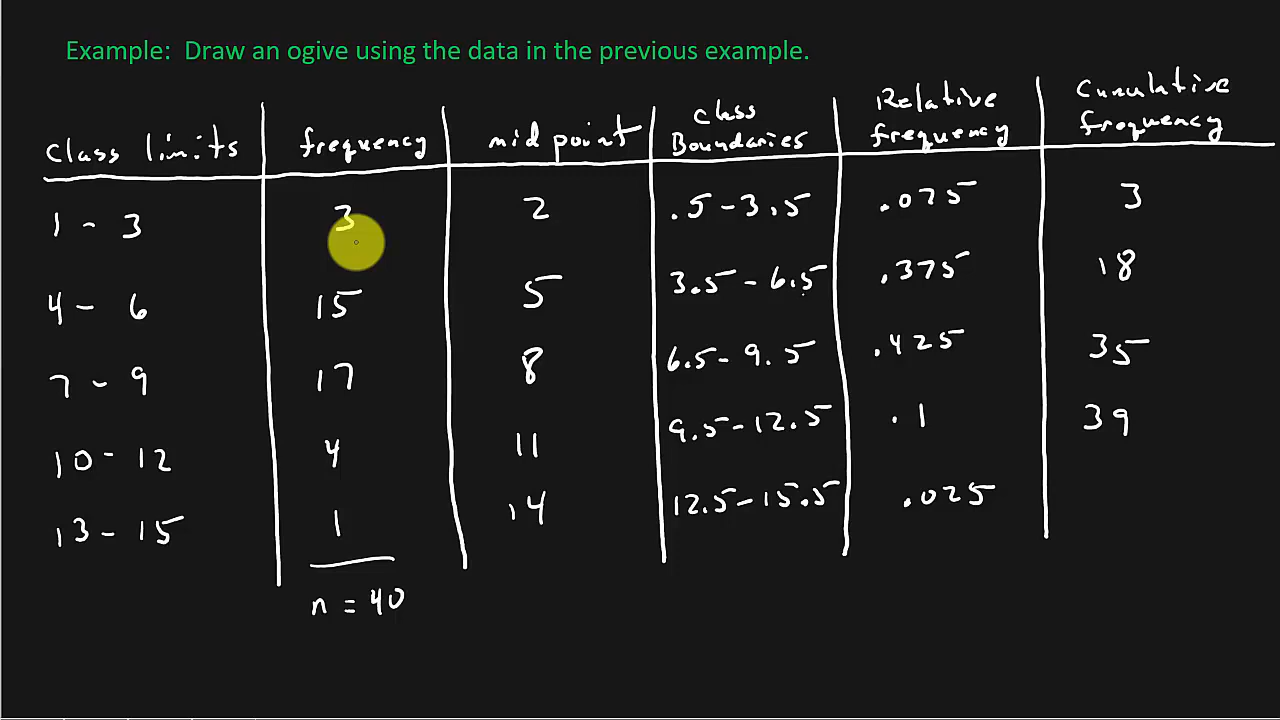 Example: Draw an ogive using the data in the previous example.
class limits frequency midpoint Class Boundaries Relative frequency Cumulative frequency
1 - 3 3 2 .5 - 3.5 .075 3
4 - 6 15 5 3.5 - 6.5 .375 18
7 - 9 17 8 6.5 - 9.5 .425 35
10 - 12 4 11 9.5 - 12.5 .1 39
13 - 15 1 14 12.5 - 15.5 .025
n = 40